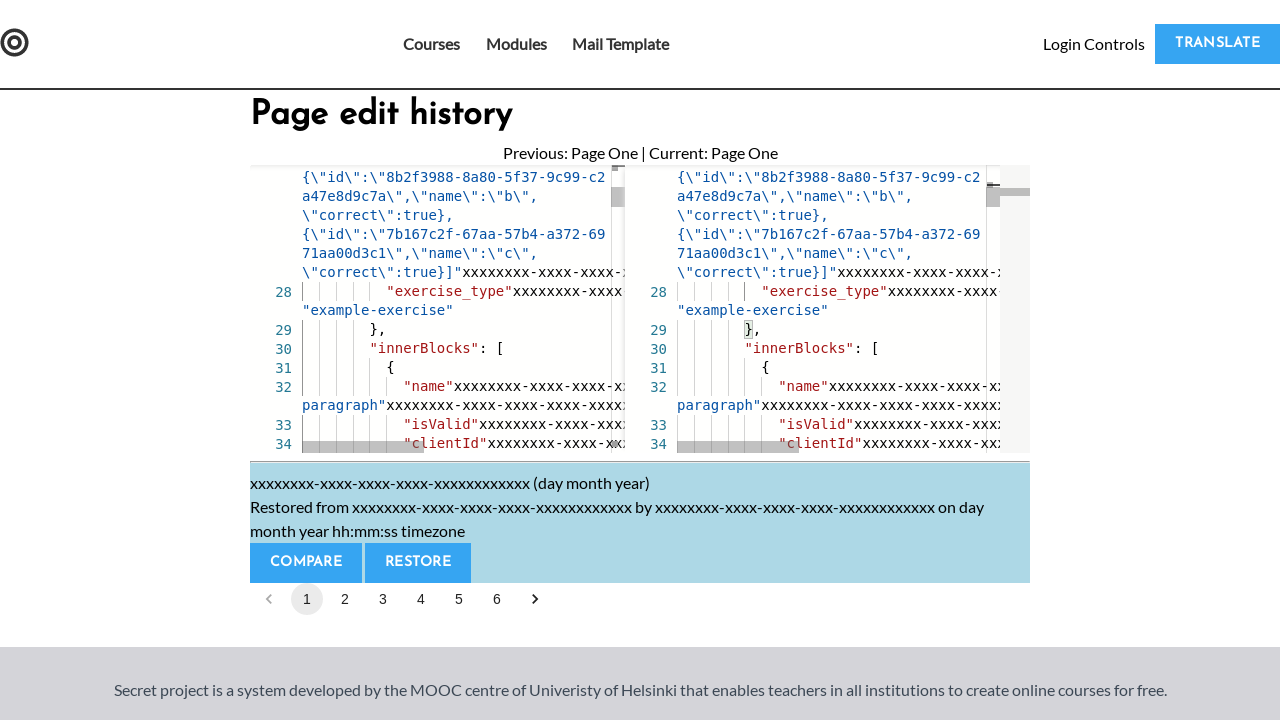 Courses Modules Mail Template Login Controls TRANSLATE
Page edit history
Previous: Page One | Current: Page One
{\"id\":\"8b2f3988-8a80-5f37-9c99-c2 {\"id\":\"8b2f3988-8a80-5f37-9c99-c2
a47e8d9c7a\",\"name\":\"b\", a47e8d9c7a\",\"name\":\"b\",
\"correct\":true}, \"correct\":true},
{\"id\":\"7b167c2f-67aa-57b4-a372-69 {\"id\":\"7b167c2f-67aa-57b4-a372-69
71aa00d3c1\",\"name\":\"c\", 71aa00d3c1\",\"name\":\"c\",
\"correct\":true}]"xxxxxxxx-xxxx-xxxx-x \"correct\":true}]"xxxxxxxx-xxxx-xxxx-x
28 "exercise_type"xxxxxxxx-xxxx- 28 "exercise_type"xxxxxxxx-xxxx-
"example-exercise" "example-exercise"
29 }, 29 },
30 "innerBlocks": [ 30 "innerBlocks": [
31 { 31 {
32 "name"xxxxxxxx-xxxx-xxxx-xx 32 "name"xxxxxxxx-xxxx-xxxx-xx
paragraph"xxxxxxxx-xxxx-xxxx-xxxx-xxxxx paragraph"xxxxxxxx-xxxx-xxxx-xxxx-xxxxx
33 "isValid"xxxxxxxx-xxxx-xxxx 33 "isValid"xxxxxxxx-xxxx-xxxx
34 "clientId"xxxxxxxx-xxxx-xxx 34 "clientId"xxxxxxxx-xxxx-xxx
xxxxxxxx-xxxx-xxxx-xxxx-xxxxxxxxxxxx (day month year)
Restored from xxxxxxxx-xxxx-xxxx-xxxx-xxxxxxxxxxxx by xxxxxxxx-xxxx-xxxx-xxxx-xxxxxxxxxxxx on day
month year hh:mm:ss timezone
COMPARE RESTORE
1 2 3 4 5 6
Secret project is a system developed by the MOOC centre of Univeristy of Helsinki that enables teachers in all institutions to create online courses for free.